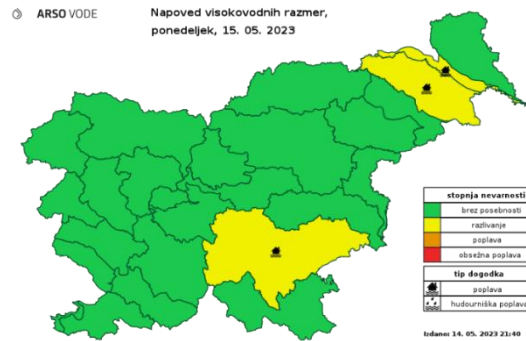 ARSO VODE
Napoved visokovodnih razmer,
ponedeljek, 15. 05. 2023
stopnja nevarnosti
brez posebnosti
razlivanje
poplava
obsežna poplava
tip dogodka
poplava
hudourniška poplava
Izdano: 14. 05. 2023 21:40